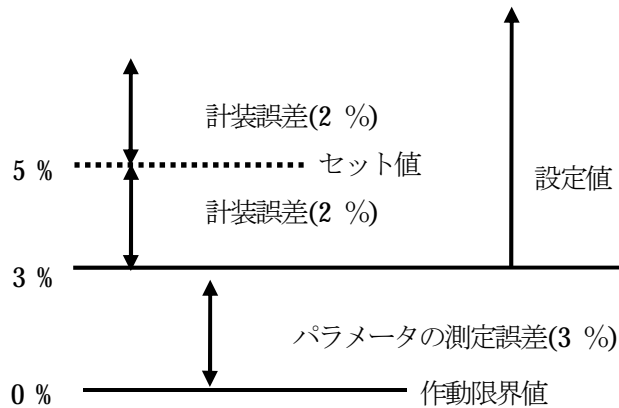 計装誤差(2 %)
5 %
セット値
設定値
計装誤差(2 %)
3 %
パラメータの測定誤差(3 %)
0 %
作動限界値